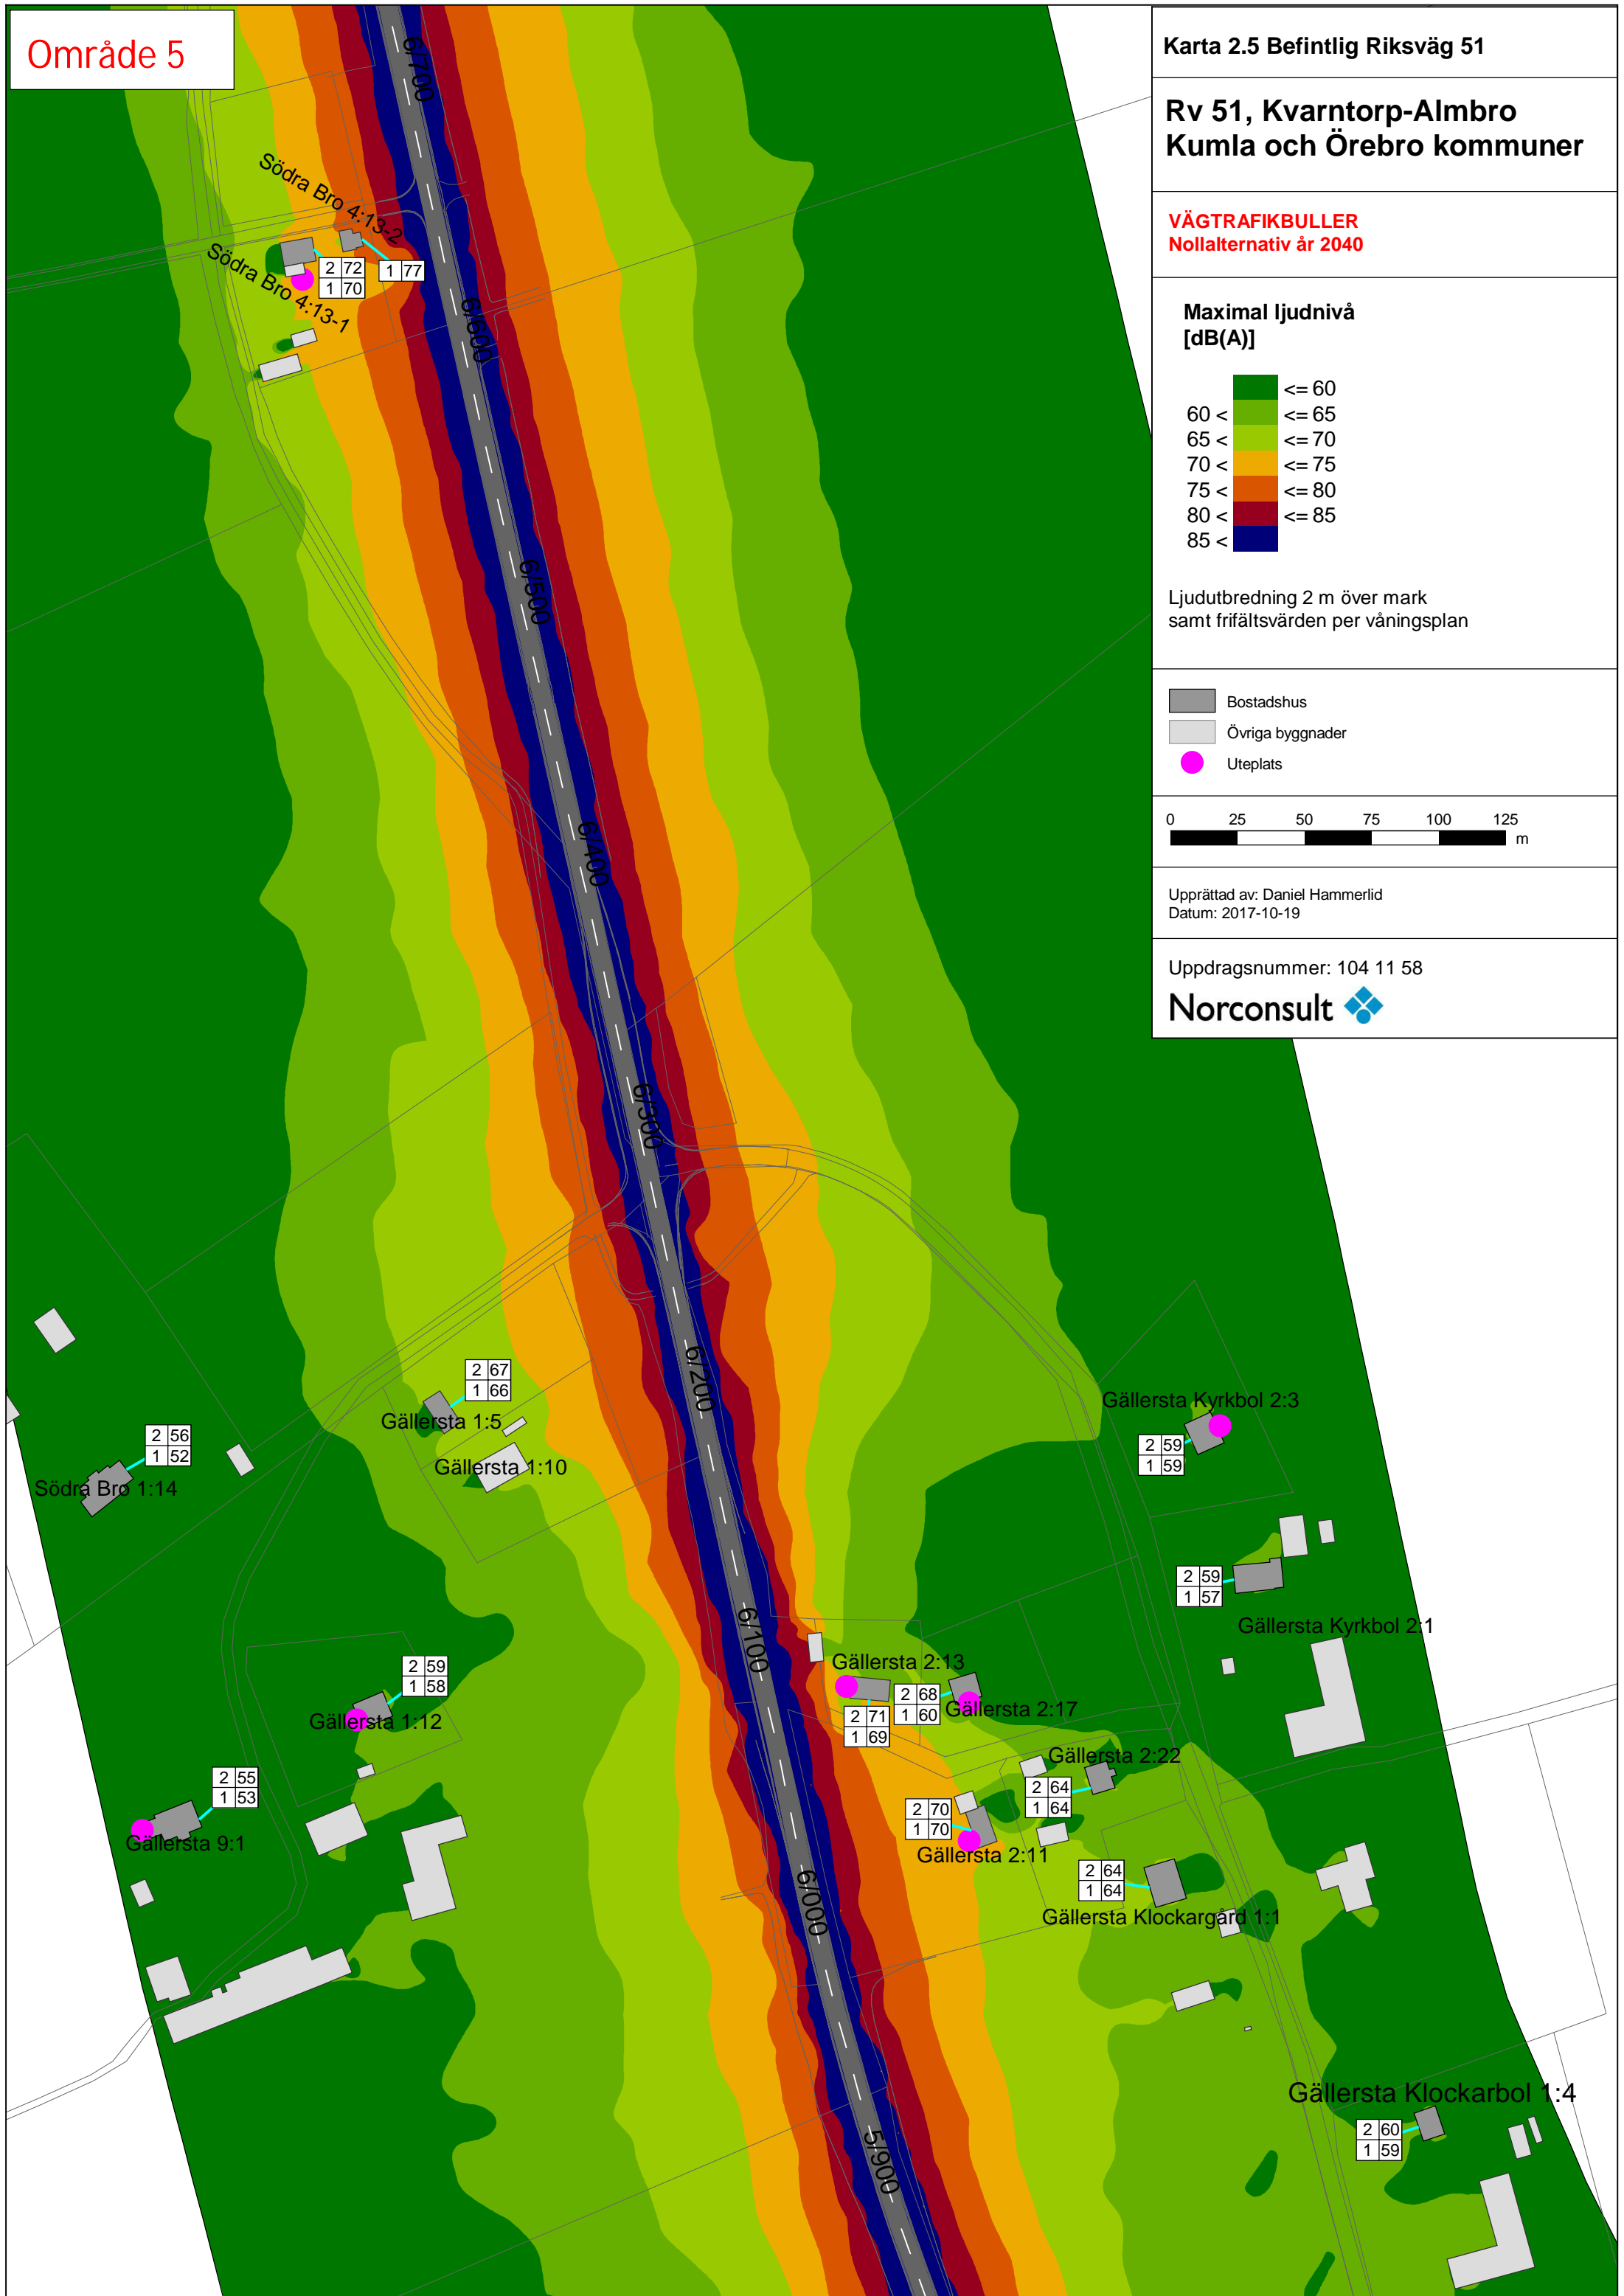 Område 5
Karta 2.5 Befintlig Riksväg 51
Rv 51, Kvarntorp-Almbro
Kumla och Örebro kommuner
VÄGTRAFIKBULLER
Nollalternativ år 2040
Maximal ljudnivå
[dB(A)]
<= 60
60 < <= 65
65 < <= 70
70 < <= 75
75 < <= 80
80 < <= 85
85 <
Ljudutbredning 2 m över mark
samt frifältsvärden per våningsplan
Bostadshus
Övriga byggnader
Uteplats
0 25 50 75 100 125
m
Upprättad av: Daniel Hammerlid
Datum: 2017-10-19
Uppdragsnummer: 104 11 58
Norconsult
6/700
Södra Bro 4:13-2
1 77
Södra Bro 4:13-1
2 72
1 70
6/600
6/500
6/400
6/300
6/200
2 67
1 66
Gällersta 1:5
Gällersta 1:10
2 56
1 52
Södra Bro 1:14
Gällersta Kyrkbol 2:3
2 59
1 59
2 59
1 57
Gällersta Kyrkbol 2:1
6/100
Gällersta 2:13
2 71
1 69
2 68
1 60
Gällersta 2:17
2 59
1 58
Gällersta 1:12
Gällersta 2:22
2 64
1 64
2 55
1 53
Gällersta 9:1
2 70
1 70
Gällersta 2:11
2 64
1 64
Gällersta Klockargård 1:1
6/000
Gällersta Klockarbol 1:4
2 60
1 59
5/900